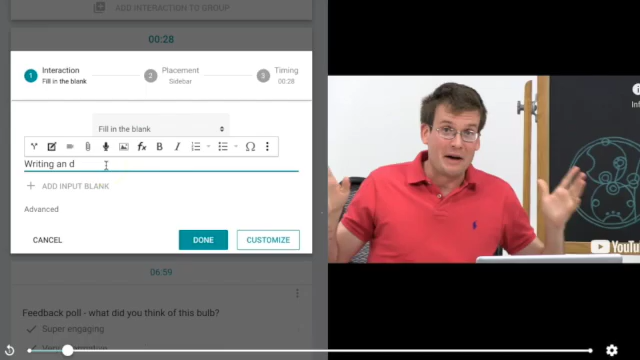 ADD INTERACTION TO GROUP
00:28
1 Interaction
Fill in the blank
2 Placement
Sidebar
3 Timing
00:28
Fill in the blank
fx B I Ω
Writing an d
ADD INPUT BLANK
Advanced
CANCEL
DONE
CUSTOMIZE
06:59
Feedback poll - what did you think of this bulb?
Super engaging
YouTube